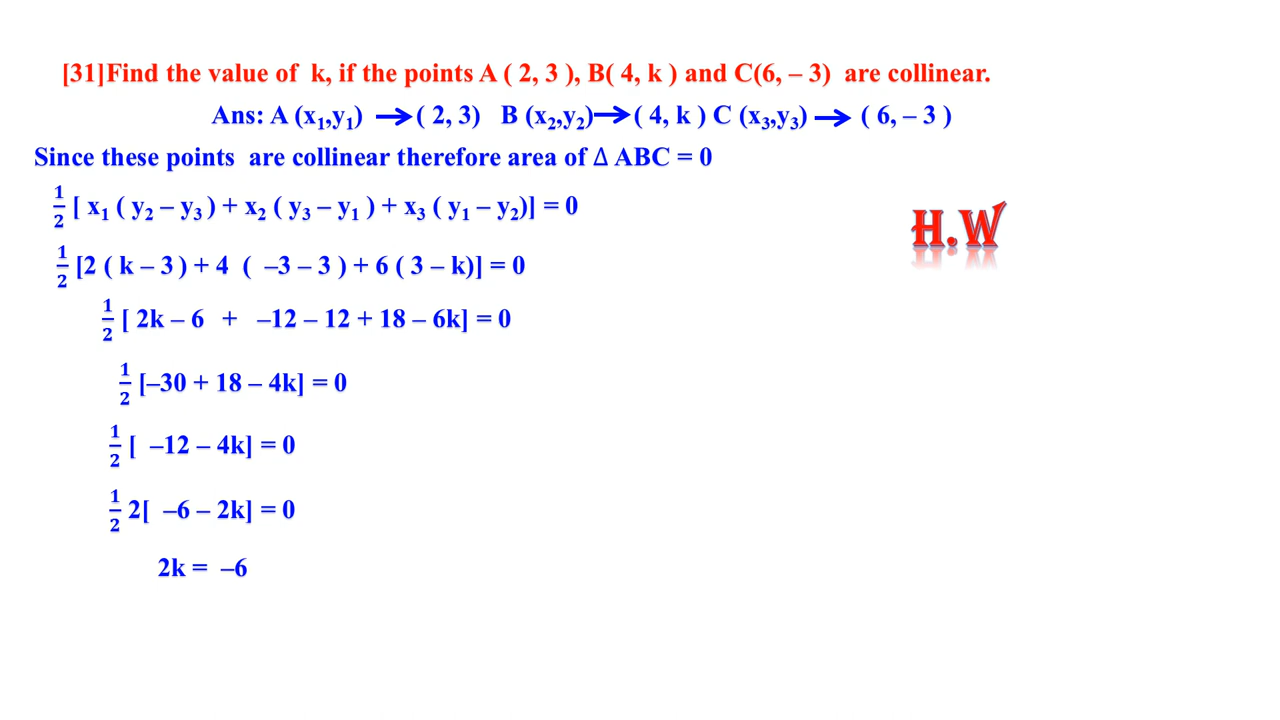 [31]Find the value of k, if the points A ( 2, 3 ), B( 4, k ) and C(6, – 3) are collinear.
Ans: A (x₁,y₁) → ( 2, 3) B (x₂,y₂)→ ( 4, k ) C (x₃,y₃) → ( 6, – 3 )
Since these points are collinear therefore area of Δ ABC = 0
1/2 [ x₁ ( y₂ – y₃ ) + x₂ ( y₃ – y₁ ) + x₃ ( y₁ – y₂)] = 0
H.W
1/2 [2 ( k – 3 ) + 4 ( –3 – 3 ) + 6 ( 3 – k)] = 0
1/2 [ 2k – 6 + –12 – 12 + 18 – 6k] = 0
1/2 [–30 + 18 – 4k] = 0
1/2 [ –12 – 4k] = 0
1/2 2[ –6 – 2k] = 0
2k = –6